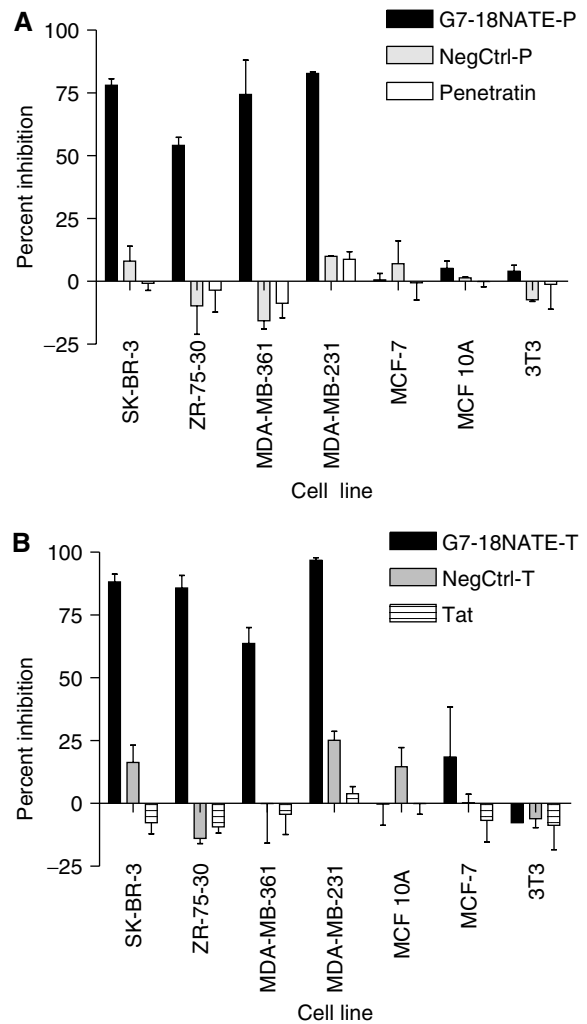 A
G7-18NATE-P
NegCtrl-P
Penetratin
Percent inhibition
100
75
50
25
0
−25
SK-BR-3
ZR-75-30
MDA-MB-361
MDA-MB-231
MCF-7
MCF 10A
3T3
Cell line
B
G7-18NATE-T
NegCtrl-T
Tat
Percent inhibition
100
75
50
25
0
−25
SK-BR-3
ZR-75-30
MDA-MB-361
MDA-MB-231
MCF 10A
MCF-7
3T3
Cell line